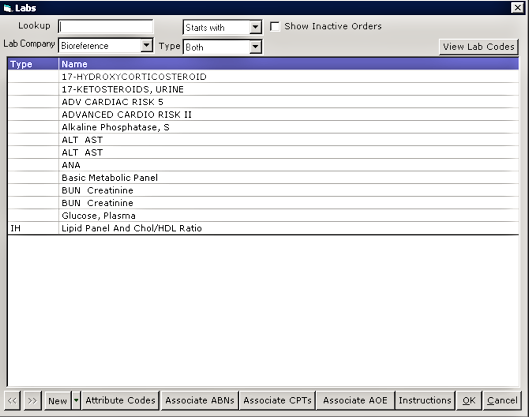 Labs
Lookup Starts with Show Inactive Orders
Lab Company Bioreference Type Both View Lab Codes
Type Name
17-HYDROXYCORTICOSTEROID
17-KETOSTEROIDS, URINE
ADV CARDIAC RISK 5
ADVANCED CARDIO RISK II
Alkaline Phosphatase, S
ALT AST
ALT AST
ANA
Basic Metabolic Panel
BUN Creatinine
BUN Creatinine
Glucose, Plasma
IH Lipid Panel And Chol/HDL Ratio
<< >> New Attribute Codes Associate ABNs Associate CPTs Associate AOE Instructions OK Cancel